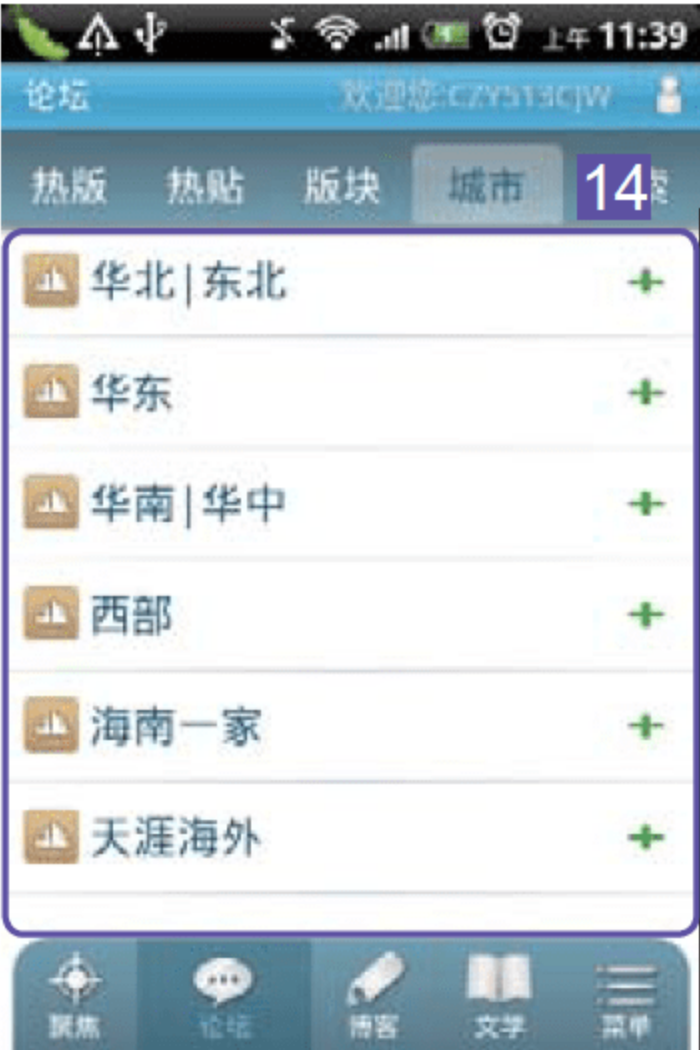 上午 11:39
论坛 欢迎您:CZY513CJW
热版 热贴 版块 城市 14
华北|东北
华东
华南|华中
西部
海南一家
天涯海外
聚焦 论坛 博客 文学 菜单